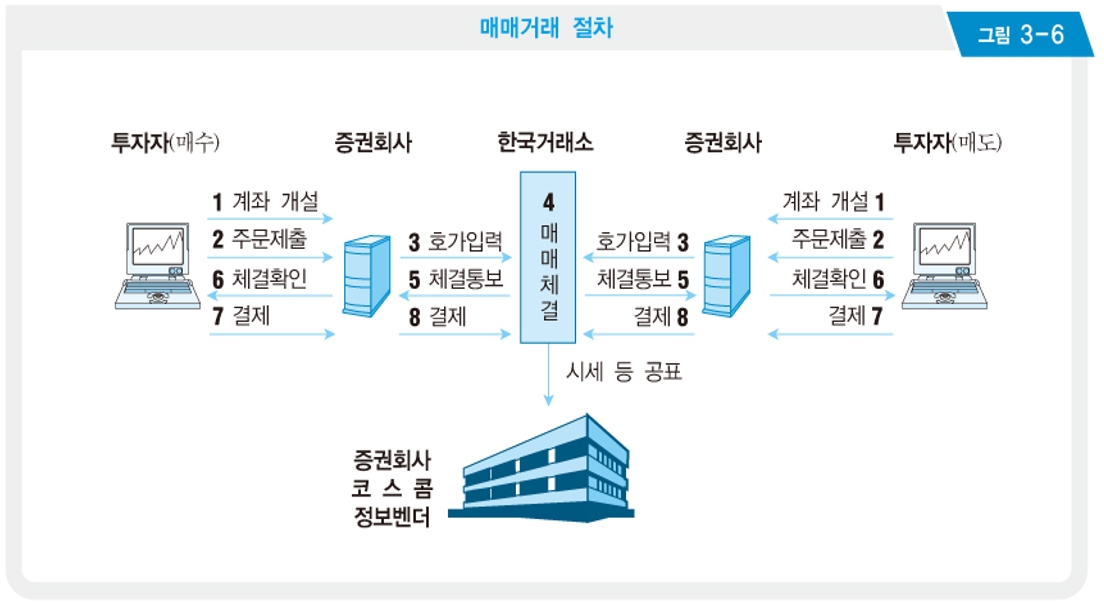 매매거래 절차
그림 3-6
투자자(매수)
증권회사
한국거래소
증권회사
투자자(매도)
1 계좌 개설
2 주문제출
6 체결확인
7 결제
3 호가입력
5 체결통보
8 결제
4
매
매
체
결
호가입력 3
체결통보 5
결제 8
계좌 개설 1
주문제출 2
체결확인 6
결제 7
시세 등 공표
증권회사
코 스 콤
정보벤더